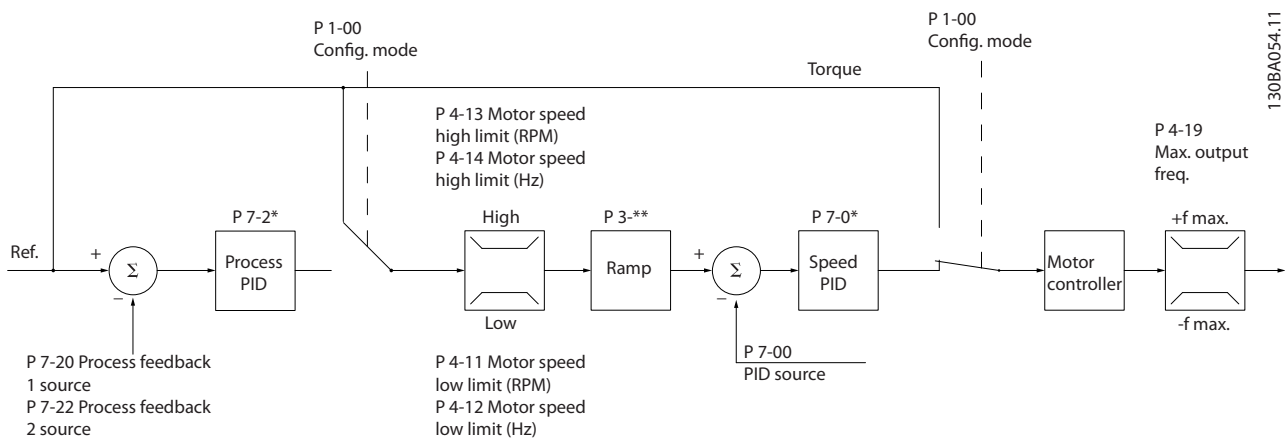 P 1-00
Config. mode
P 1-00
Config. mode
130BA054.11
Torque
P 4-13 Motor speed
high limit (RPM)
P 4-14 Motor speed
high limit (Hz)
P 4-19
Max. output
freq.
P 7-2*
High
P 3-**
P 7-0*
+f max.
Ref.
+
Σ
_
Process
PID
Ramp
+
Σ
_
Speed
PID
Motor
controller
Low
-f max.
P 7-20 Process feedback
1 source
P 7-22 Process feedback
2 source
P 4-11 Motor speed
low limit (RPM)
P 4-12 Motor speed
low limit (Hz)
P 7-00
PID source